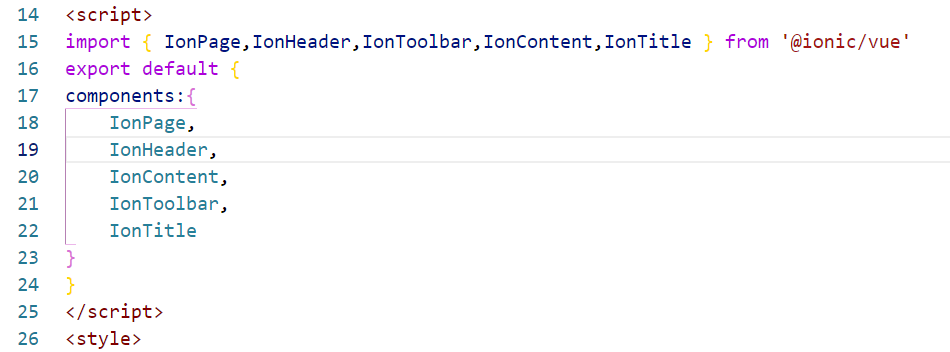 14 <script>
15 import { IonPage,IonHeader,IonToolbar,IonContent,IonTitle } from '@ionic/vue'
16 export default {
17 components:{
18     IonPage,
19     IonHeader,
20     IonContent,
21     IonToolbar,
22     IonTitle
23 }
24 }
25 </script>
26 <style>